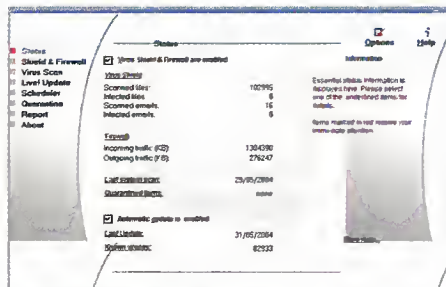 Status
Shield & Firewall
Virus Scan
Live! Update
Scheduler
Quarantine
Report
About
Status
Virus Shield & Firewall are enabled
Virus Shield
Scanned files: 102995
Infected files 6
Scanned emails: 16
Infected emails: 6
Firewall
Incoming traffic (KB): 1304390
Outgoing traffic (KB): 276247
Last system scan: 29/05/2004
Quarantined items: none
Automatic update is enabled
Last Update: 31/05/2004
Known viruses: 82933
Options
Help
Information
Essential status information is
displayed here. Please select
one of the underlined items for
details.
Items marked in red require your
immediate attention.